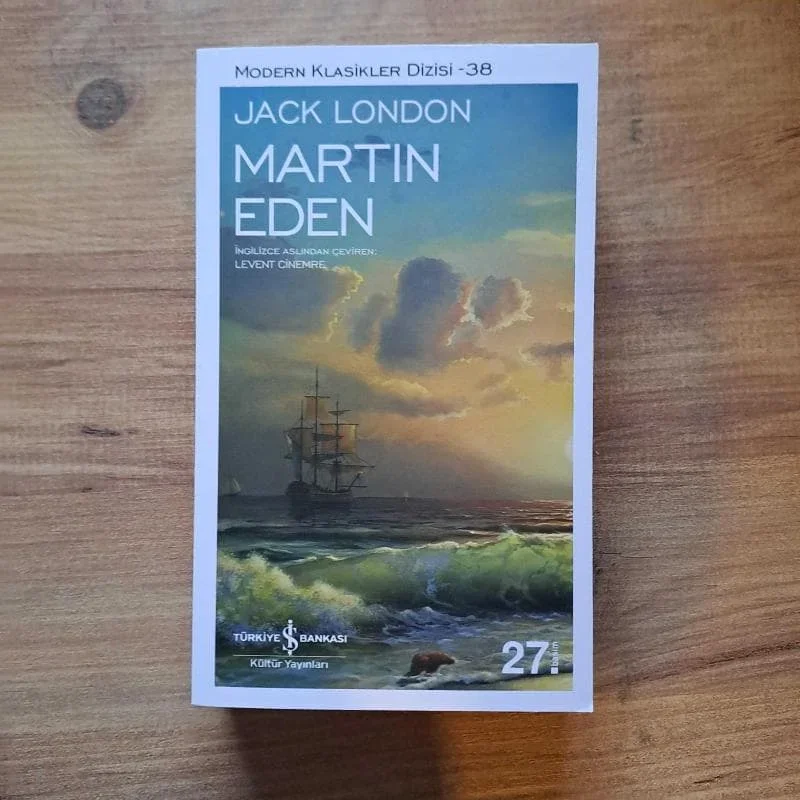 MODERN KLASİKLER DİZİSİ -38
JACK LONDON
MARTIN
EDEN
İNGİLİZCE ASLINDAN ÇEVİREN:
LEVENT CİNEMRE
TÜRKİYE İŞ BANKASI
Kültür Yayınları
27.
basım